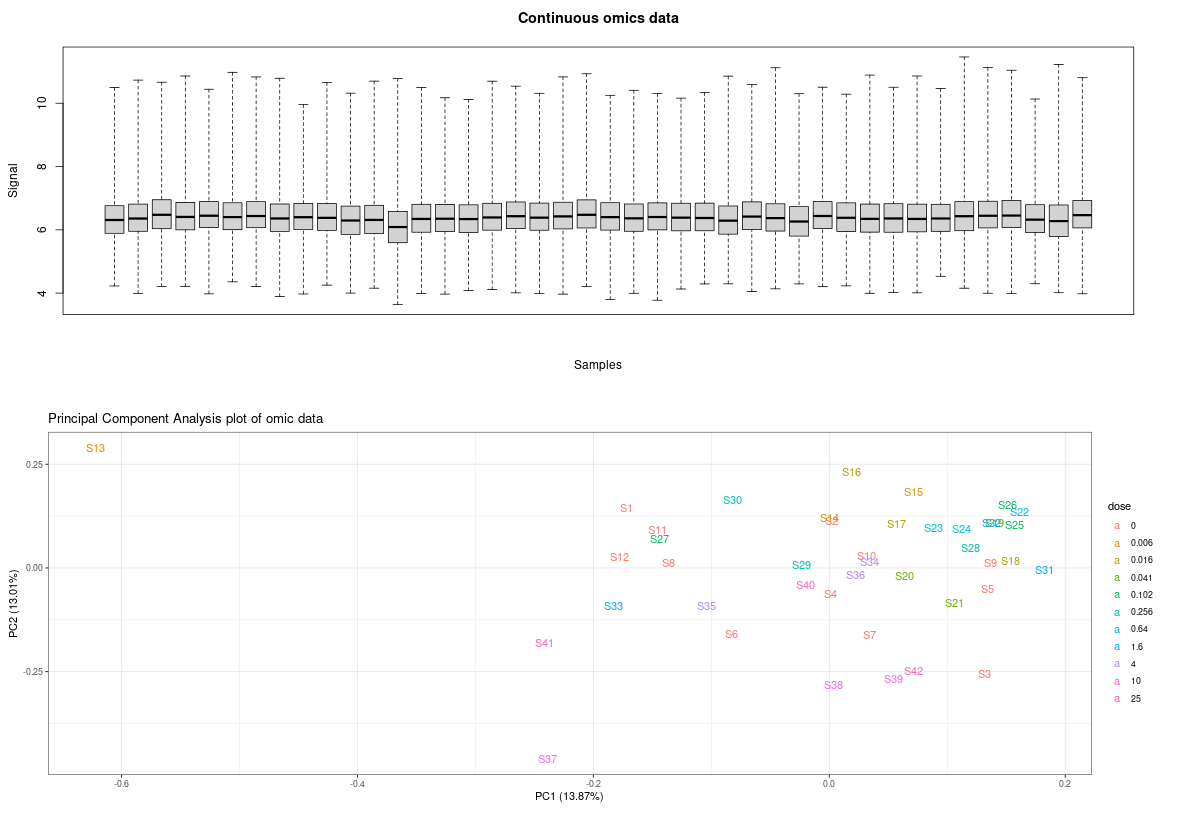 Continuous omics data
Signal
10
8
6
4
Samples
Principal Component Analysis plot of omic data
PC2 (13.01%)
0.25
0.00
-0.25
S13
S16
S15
S30
S26
S1
S22
S14
S2
S17
S23
S24
S32
S19
S25
S11
S27
S28
S12
S8
S10
S34
S9
S18
S29
S36
S20
S31
S40
S4
S5
S33
S35
S21
S6
S7
S41
S42
S3
S38
S39
S37
-0.6
-0.4
-0.2
0.0
0.2
PC1 (13.87%)
dose
a 0
a 0.006
a 0.016
a 0.041
a 0.102
a 0.256
a 0.64
a 1.6
a 4
a 10
a 25